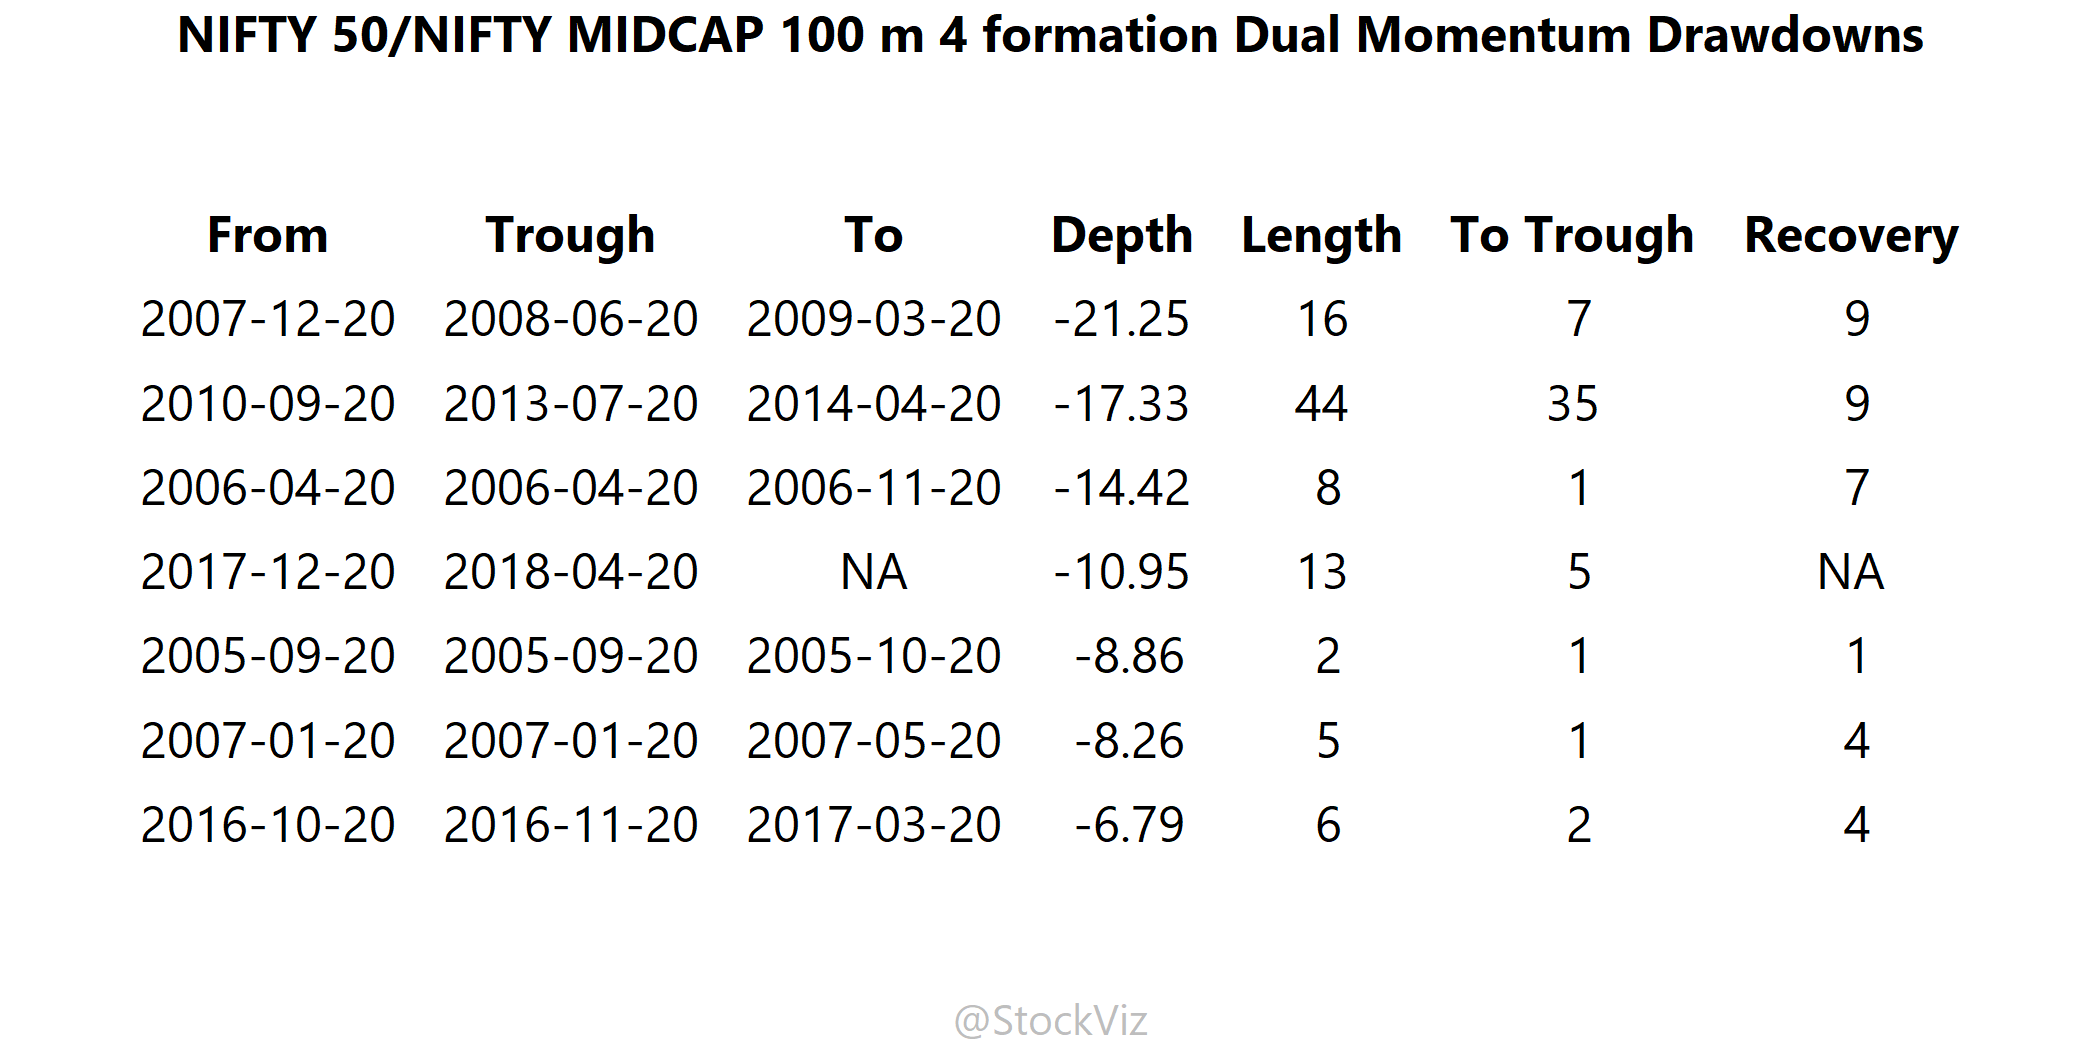 NIFTY 50/NIFTY MIDCAP 100 m 4 formation Dual Momentum Drawdowns
From Trough To Depth Length To Trough Recovery
2007-12-20 2008-06-20 2009-03-20 -21.25 16 7 9
2010-09-20 2013-07-20 2014-04-20 -17.33 44 35 9
2006-04-20 2006-04-20 2006-11-20 -14.42 8 1 7
2017-12-20 2018-04-20 NA -10.95 13 5 NA
2005-09-20 2005-09-20 2005-10-20 -8.86 2 1 1
2007-01-20 2007-01-20 2007-05-20 -8.26 5 1 4
2016-10-20 2016-11-20 2017-03-20 -6.79 6 2 4
@StockViz